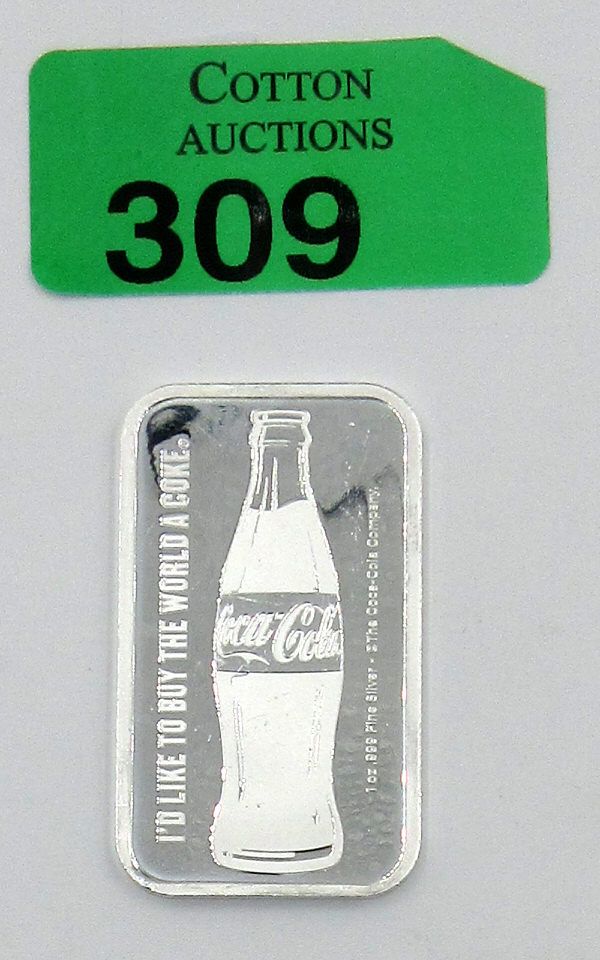 COTTON
AUCTIONS
309
I'D LIKE TO BUY THE WORLD A COKE.
Coca-Cola
1 oz .999 Fine Silver - ©The Coca-Cola Company.